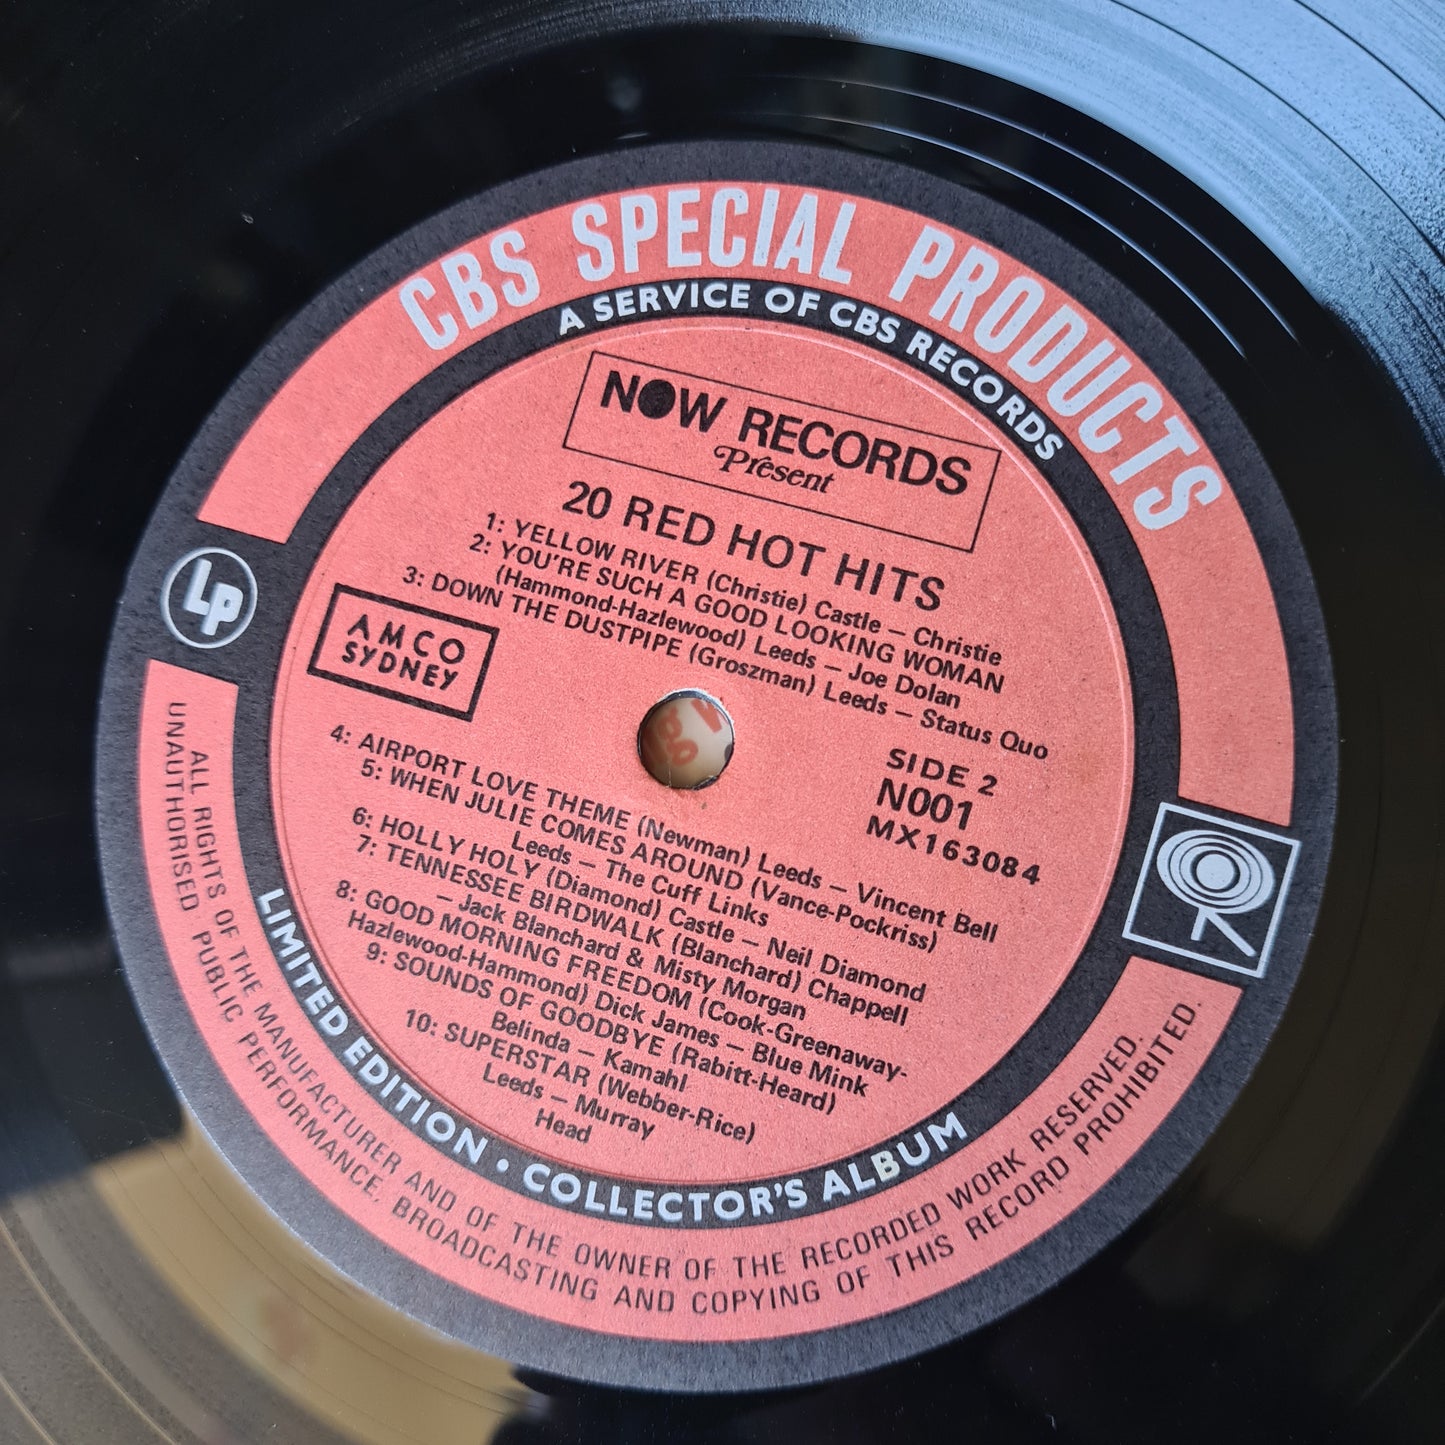 CBS SPECIAL PRODUCTS
A SERVICE OF CBS RECORDS
NOW RECORDS
Present
20 RED HOT HITS
1: YELLOW RIVER (Christie) Castle – Christie
2: YOU'RE SUCH A GOOD LOOKING WOMAN
(Hammond-Hazlewood) Leeds – Joe Dolan
3: DOWN THE DUSTPIPE (Groszman) Leeds – Status Quo
LP
AMCO
SYDNEY
SIDE 2
N001
MX163084
4: AIRPORT LOVE THEME (Newman) Leeds – Vincent Bell
5: WHEN JULIE COMES AROUND (Vance-Pockriss)
Leeds – The Cuff Links
6: HOLLY HOLY (Diamond) Castle – Neil Diamond
7: TENNESSEE BIRDWALK (Blanchard) Chappell
– Jack Blanchard & Misty Morgan
8: GOOD MORNING FREEDOM (Cook-Greenaway-
Hazlewood-Hammond) Dick James – Blue Mink
9: SOUNDS OF GOODBYE (Rabitt-Heard)
Belinda – Kamahl
10: SUPERSTAR (Webber-Rice)
Leeds – Murray
Head
LIMITED EDITION • COLLECTOR'S ALBUM
ALL RIGHTS OF THE MANUFACTURER AND OF THE OWNER OF THE RECORDED WORK RESERVED.
UNAUTHORISED PUBLIC PERFORMANCE, BROADCASTING AND COPYING OF THIS RECORD PROHIBITED.